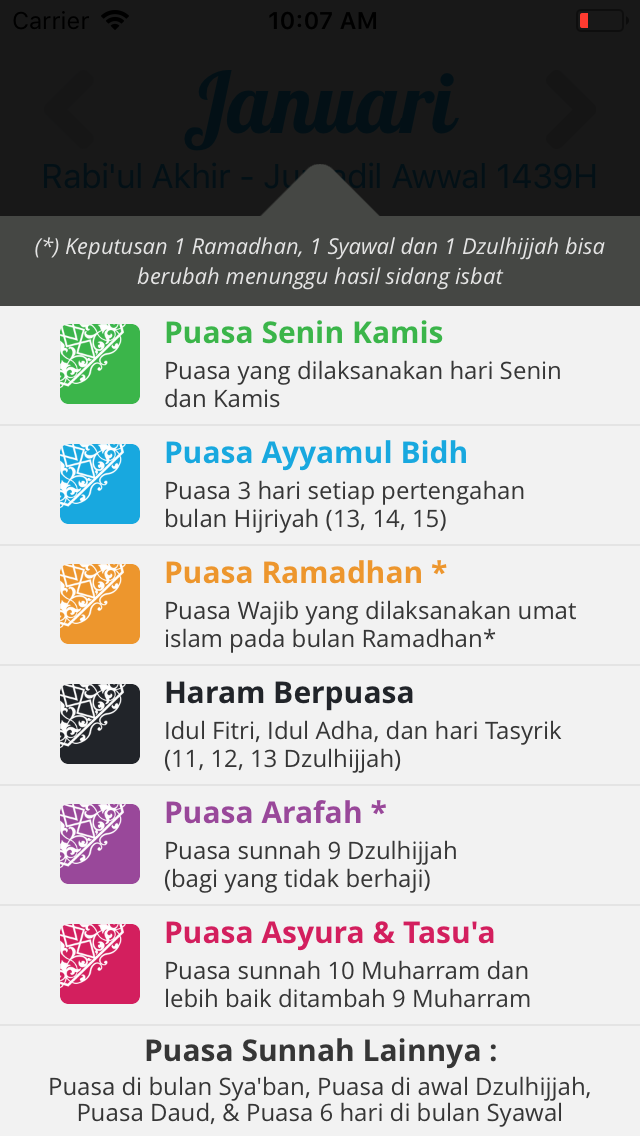 Carrier 10:07 AM
Januari
Rabi'ul Akhir - Ju adil Awwal 1439H
(*) Keputusan 1 Ramadhan, 1 Syawal dan 1 Dzulhijjah bisa
berubah menunggu hasil sidang isbat
Puasa Senin Kamis
Puasa yang dilaksanakan hari Senin
dan Kamis
Puasa Ayyamul Bidh
Puasa 3 hari setiap pertengahan
bulan Hijriyah (13, 14, 15)
Puasa Ramadhan *
Puasa Wajib yang dilaksanakan umat
islam pada bulan Ramadhan*
Haram Berpuasa
Idul Fitri, Idul Adha, dan hari Tasyrik
(11, 12, 13 Dzulhijjah)
Puasa Arafah *
Puasa sunnah 9 Dzulhijjah
(bagi yang tidak berhaji)
Puasa Asyura & Tasu'a
Puasa sunnah 10 Muharram dan
lebih baik ditambah 9 Muharram
Puasa Sunnah Lainnya :
Puasa di bulan Sya'ban, Puasa di awal Dzulhijjah,
Puasa Daud, & Puasa 6 hari di bulan Syawal